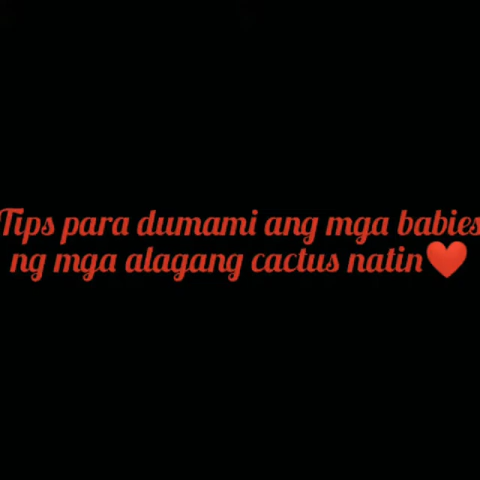 Tips para dumami ang mga babies
ng mga alagang cactus natin❤️